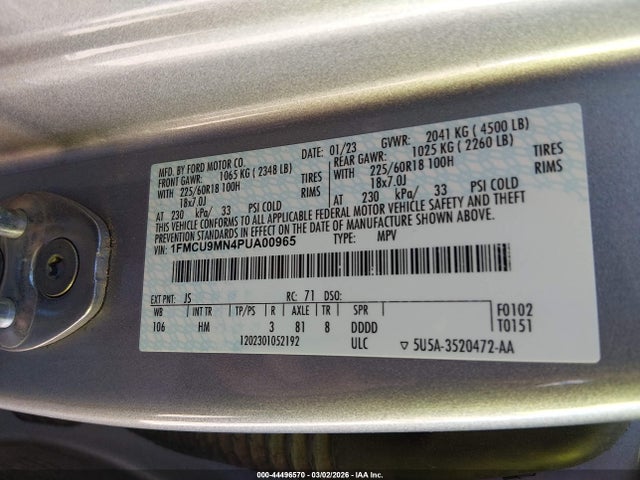 MFD. BY FORD MOTOR CO.
01/23
GVWR: 2041 KG ( 4500 LB)
FRONT GAWR: 1065 KG ( 2348 LB)
REAR GAWR: 1025 KG ( 2260 LB)
WITH 225/60R18 100H TIRES
WITH 225/60R18 100H TIRES
18x7.0J RIMS
18x7.0J RIMS
AT 230 kPa/ 33 PSI COLD
AT 230 kPa/ 33 PSI COLD
THIS VEHICLE CONFORMS TO ALL APPLICABLE FEDERAL MOTOR VEHICLE SAFETY AND THEFT
PREVENTION STANDARDS IN EFFECT ON THE DATE OF MANUFACTURE SHOWN ABOVE.
VIN: 1FMCU9MN4PUA00965
TYPE: MPV
EXT PNT: JS RC: 71 DSO:
WB INT TR TP/PS R AXLE TR SPR
106 HM 3 81 8 DDDD
F0102
T0151
1202301052192 ULC ▽ 5U5A-3520472-AA
000-44496570 | 03/02/2026 | IAA Inc.